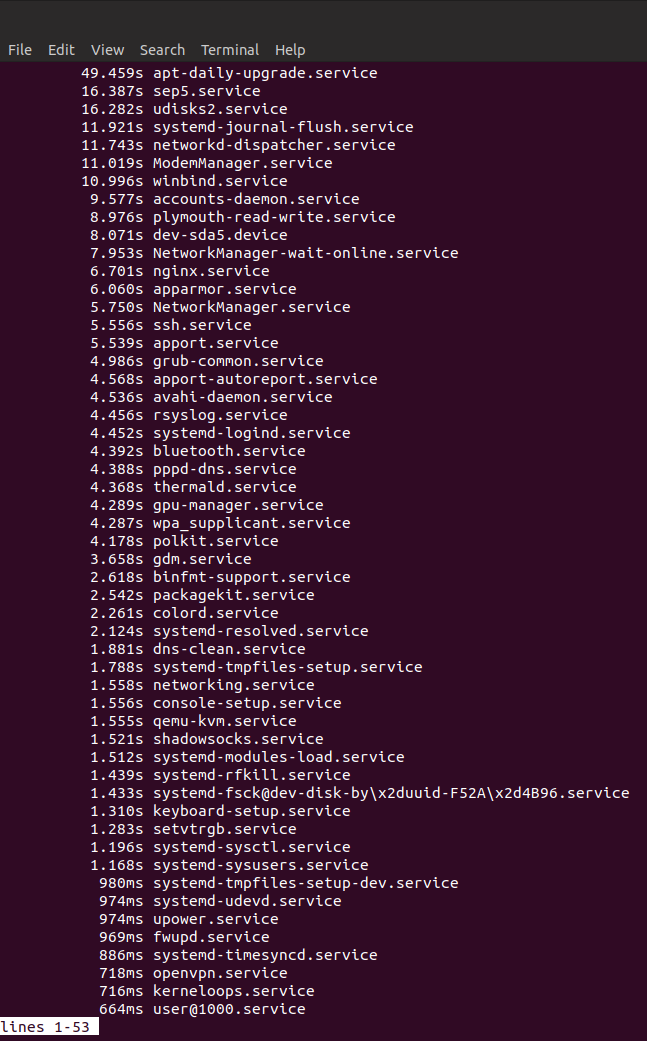 File Edit View Search Terminal Help
49.459s apt-daily-upgrade.service
16.387s sep5.service
16.282s udisks2.service
11.921s systemd-journal-flush.service
11.743s networkd-dispatcher.service
11.019s ModemManager.service
10.996s winbind.service
9.577s accounts-daemon.service
8.976s plymouth-read-write.service
8.071s dev-sda5.device
7.953s NetworkManager-wait-online.service
6.701s nginx.service
6.060s apparmor.service
5.750s NetworkManager.service
5.556s ssh.service
5.539s apport.service
4.986s grub-common.service
4.568s apport-autoreport.service
4.536s avahi-daemon.service
4.456s rsyslog.service
4.452s systemd-logind.service
4.392s bluetooth.service
4.388s pppd-dns.service
4.368s thermald.service
4.289s gpu-manager.service
4.287s wpa_supplicant.service
4.178s polkit.service
3.658s gdm.service
2.618s binfmt-support.service
2.542s packagekit.service
2.261s colord.service
2.124s systemd-resolved.service
1.881s dns-clean.service
1.788s systemd-tmpfiles-setup.service
1.558s networking.service
1.556s console-setup.service
1.555s qemu-kvm.service
1.521s shadowsocks.service
1.512s systemd-modules-load.service
1.439s systemd-rfkill.service
1.433s systemd-fsck@dev-disk-by\x2duuid-F52A\x2d4B96.service
1.310s keyboard-setup.service
1.283s setvtrgb.service
1.196s systemd-sysctl.service
1.168s systemd-sysusers.service
980ms systemd-tmpfiles-setup-dev.service
974ms systemd-udevd.service
974ms upower.service
969ms fwupd.service
886ms systemd-timesyncd.service
718ms openvpn.service
716ms kerneloops.service
664ms user@1000.service
lines 1-53